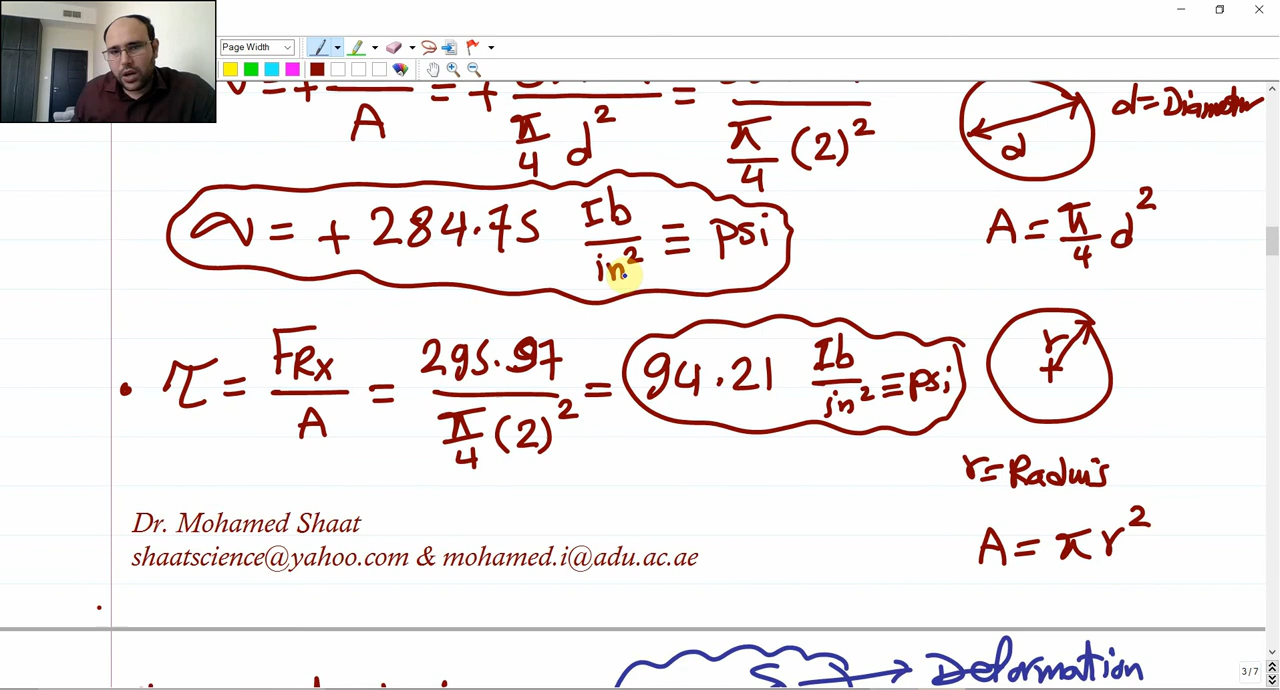 Page Width
A = + π/4 d² = π/4 (2)²
d = Diameter
d
σ = + 284.75 Ib/in² ≡ psi
A = π/4 d²
• τ = FRx/A = 295.97/π/4 (2)² = 94.21 Ib/in² ≡ psi
r
r = Radius
A = π r²
Dr. Mohamed Shaat
shaatscience@yahoo.com & mohamed.i@adu.ac.ae
Deformation
3/7